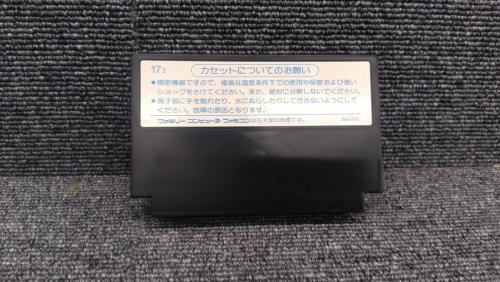 17₂
カセットについてのお願い
●精密機器ですので、極端な温度条件下での使用や保管および強い
ショックをさけてください。また、絶対に分解しないでください。
●端子部に手を触れたり、水にぬらしたりして汚さないようにして
ください。故障の原因となります。
ファミリー コンピュータ・ファミコンは任天堂の商標です。